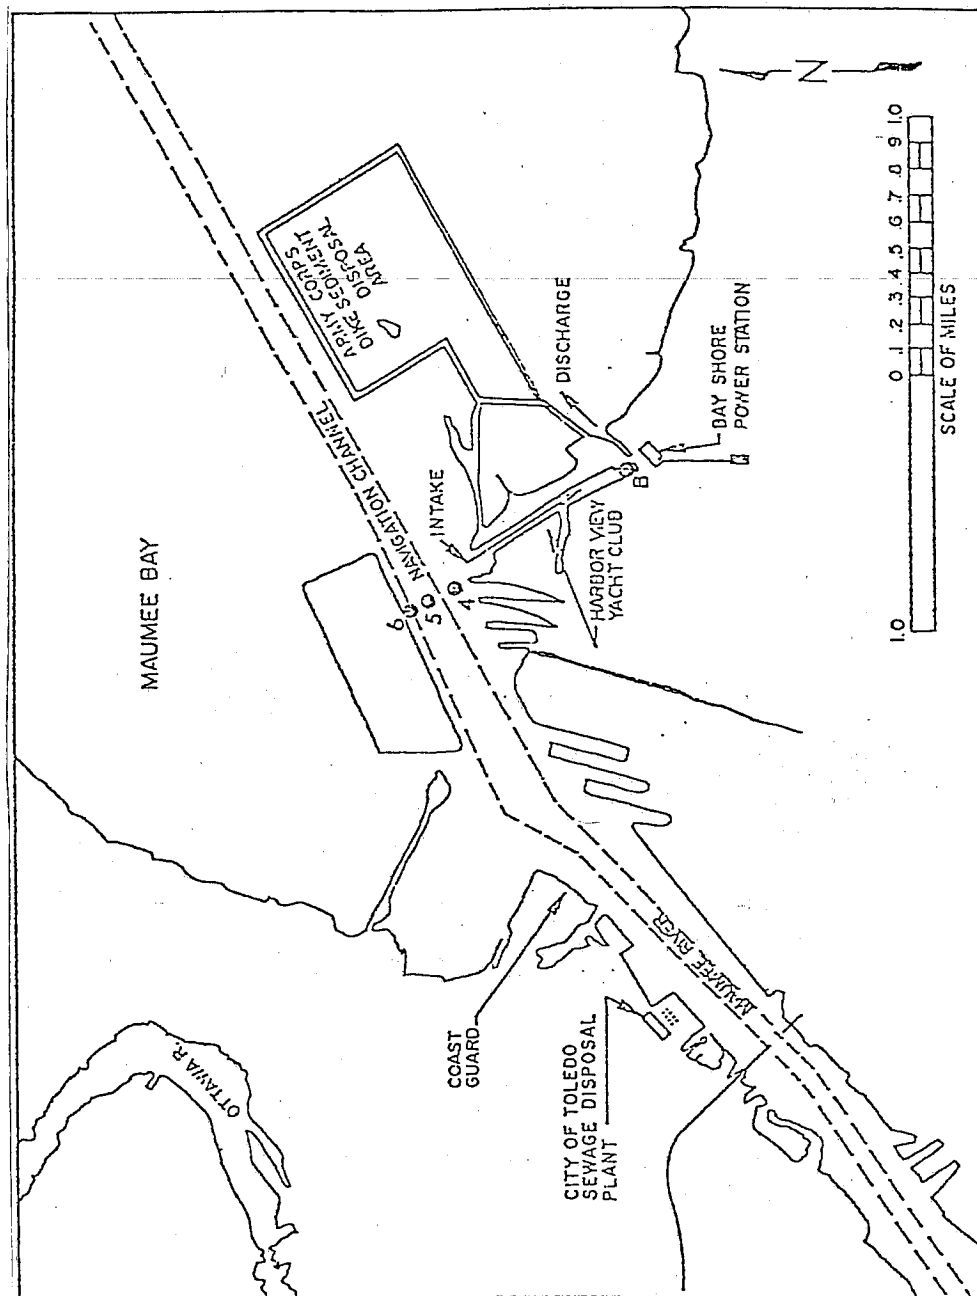 MAUMEE BAY
N
ARMY CORPS
DIKE SEDIMENT
DISPOSAL
AREA
NAVIGATION CHANNEL
6
5
4
INTAKE
DISCHARGE
8
HARBOR VIEW
YACHT CLUB
BAY SHORE
POWER STATION
OTTAWA R.
COAST
GUARD
CITY OF TOLEDO
SEWAGE DISPOSAL
PLANT
MAUMEE RIVER
1.0 0 .1 .2 .3 .4 .5 .6 .7 .8 .9 1.0
SCALE OF MILES